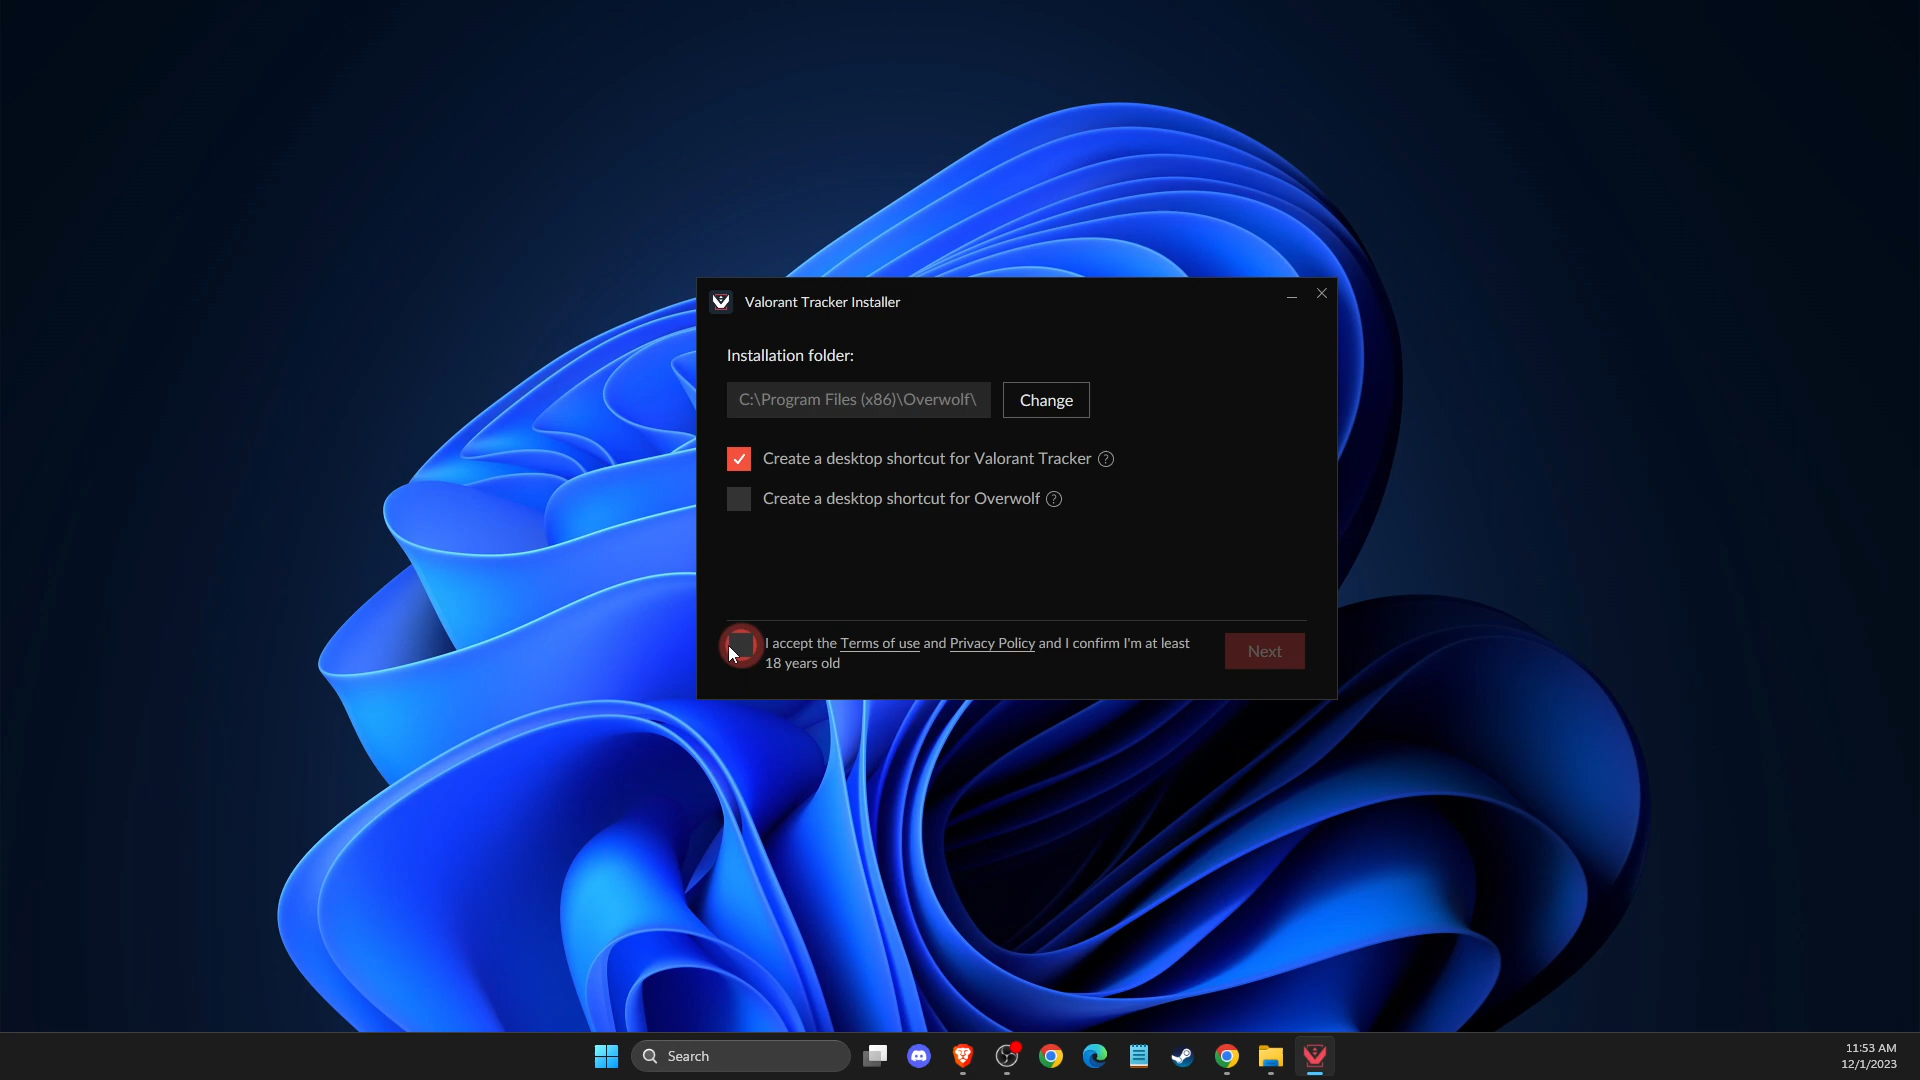 Valorant Tracker Installer
Installation folder:
C:\Program Files (x86)\Overwolf\
Change
Create a desktop shortcut for Valorant Tracker ?
Create a desktop shortcut for Overwolf ?
I accept the Terms of use and Privacy Policy and I confirm I'm at least
18 years old
Next
Search
11:53 AM
12/1/2023